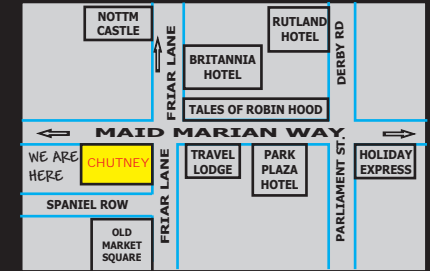 NOTTM
CASTLE
FRIAR LANE
BRITANNIA
HOTEL
RUTLAND
HOTEL
DERBY RD
TALES OF ROBIN HOOD
MAID MARIAN WAY
WE ARE
HERE
CHUTNEY
FRIAR LANE
TRAVEL
LODGE
PARK
PLAZA
HOTEL
PARLIAMENT ST.
HOLIDAY
EXPRESS
SPANIEL ROW
OLD
MARKET
SQUARE